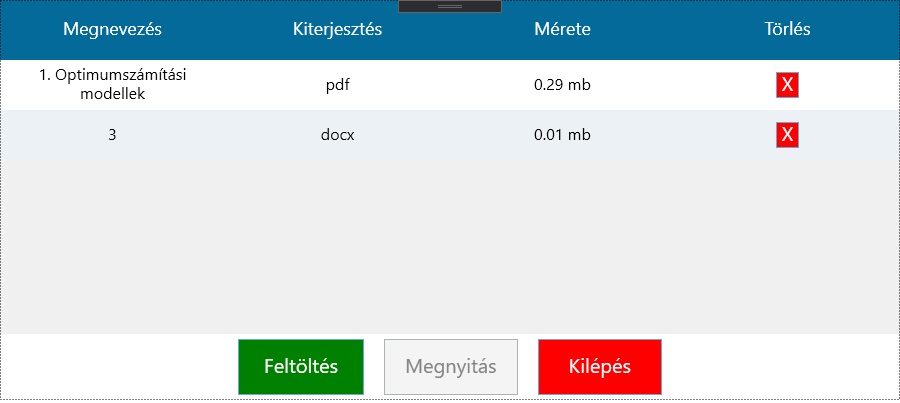 Megnevezés Kiterjesztés Mérete Törlés
1. Optimumszámítási
modellek pdf 0.29 mb X
3 docx 0.01 mb X
Feltöltés Megnyitás Kilépés